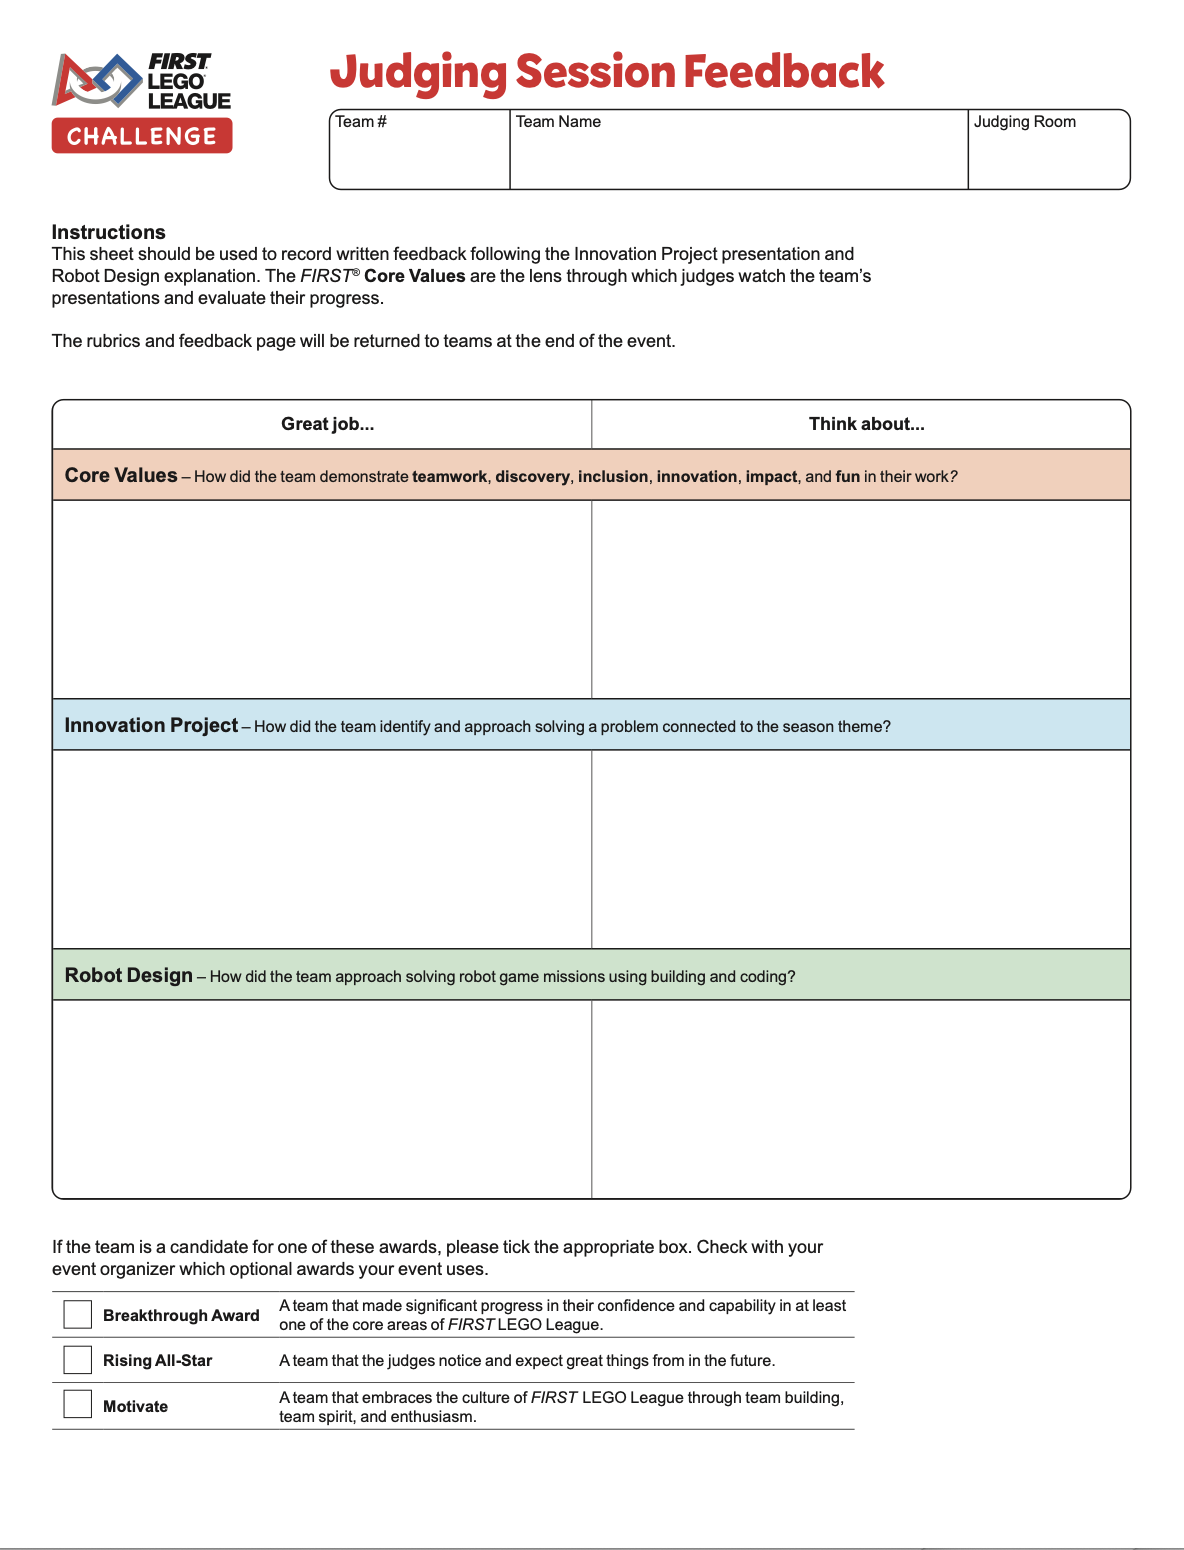 FIRST
LEGO
LEAGUE
CHALLENGE
Judging Session Feedback
Team #
Team Name
Judging Room
Instructions
This sheet should be used to record written feedback following the Innovation Project presentation and
Robot Design explanation. The FIRST® Core Values are the lens through which judges watch the team's
presentations and evaluate their progress.
The rubrics and feedback page will be returned to teams at the end of the event.
Great job...
Think about...
Core Values – How did the team demonstrate teamwork, discovery, inclusion, innovation, impact, and fun in their work?
Innovation Project – How did the team identify and approach solving a problem connected to the season theme?
Robot Design – How did the team approach solving robot game missions using building and coding?
If the team is a candidate for one of these awards, please tick the appropriate box. Check with your
event organizer which optional awards your event uses.
Breakthrough Award
A team that made significant progress in their confidence and capability in at least
one of the core areas of FIRST LEGO League.
Rising All-Star
A team that the judges notice and expect great things from in the future.
Motivate
A team that embraces the culture of FIRST LEGO League through team building,
team spirit, and enthusiasm.